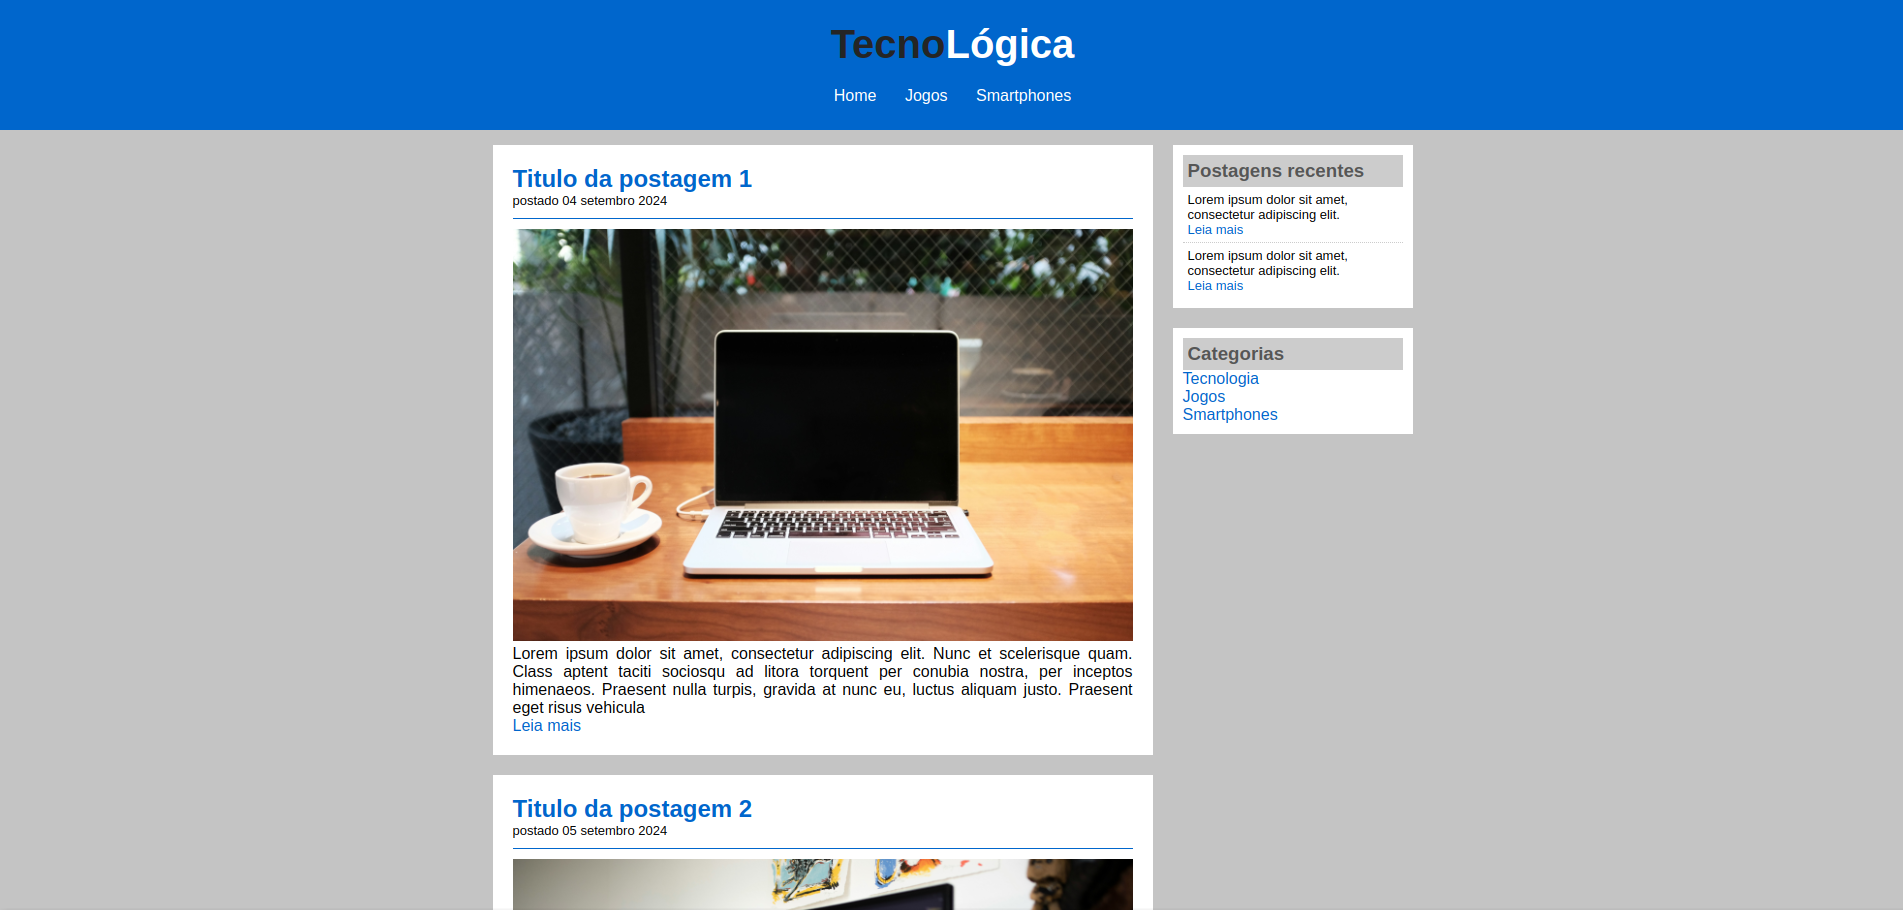 TecnoLógica
Home Jogos Smartphones
Titulo da postagem 1
postado 04 setembro 2024
Lorem ipsum dolor sit amet, consectetur adipiscing elit. Nunc et scelerisque quam.
Class aptent taciti sociosqu ad litora torquent per conubia nostra, per inceptos
himenaeos. Praesent nulla turpis, gravida at nunc eu, luctus aliquam justo. Praesent
eget risus vehicula
Leia mais
Titulo da postagem 2
postado 05 setembro 2024
Postagens recentes
Lorem ipsum dolor sit amet,
consectetur adipiscing elit.
Leia mais
Lorem ipsum dolor sit amet,
consectetur adipiscing elit.
Leia mais
Categorias
Tecnologia
Jogos
Smartphones